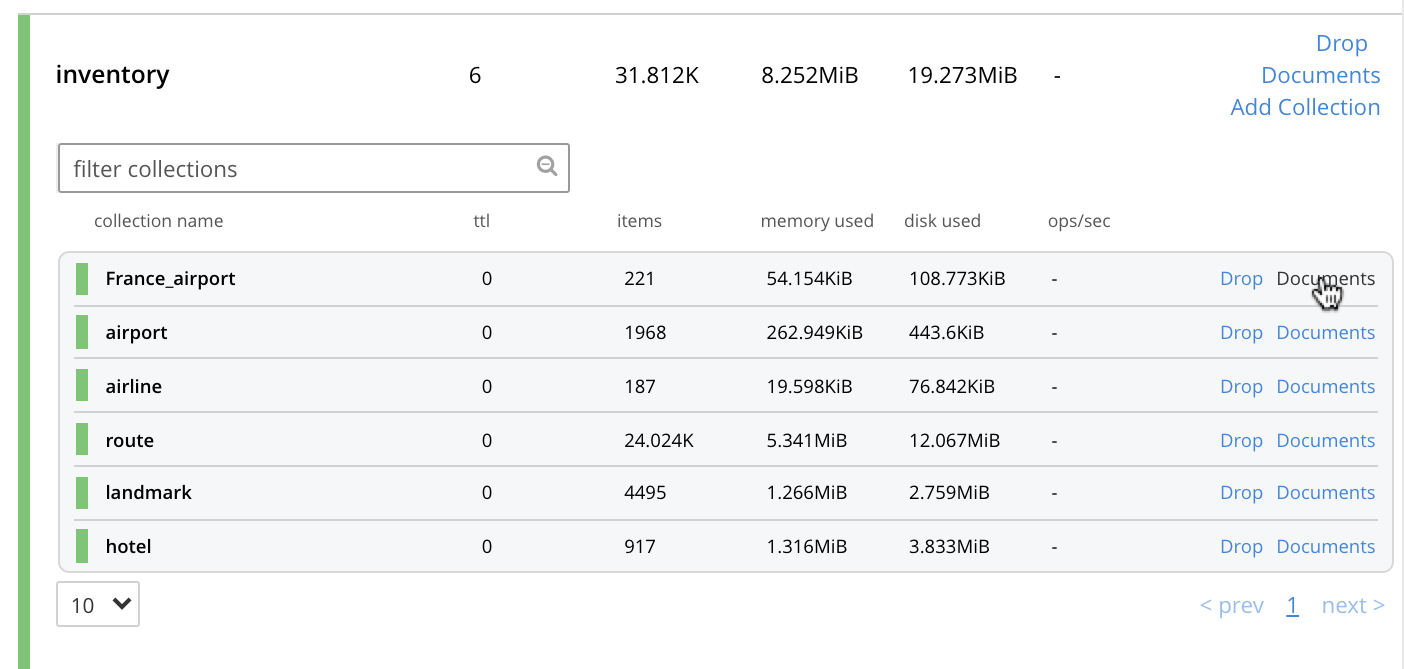 Drop
inventory 6 31.812K 8.252MiB 19.273MiB - Documents
Add Collection
filter collections
collection name ttl items memory used disk used ops/sec
France_airport 0 221 54.154KiB 108.773KiB - Drop Documents
airport 0 1968 262.949KiB 443.6KiB - Drop Documents
airline 0 187 19.598KiB 76.842KiB - Drop Documents
route 0 24.024K 5.341MiB 12.067MiB - Drop Documents
landmark 0 4495 1.266MiB 2.759MiB - Drop Documents
hotel 0 917 1.316MiB 3.833MiB - Drop Documents
10 < prev 1 next >